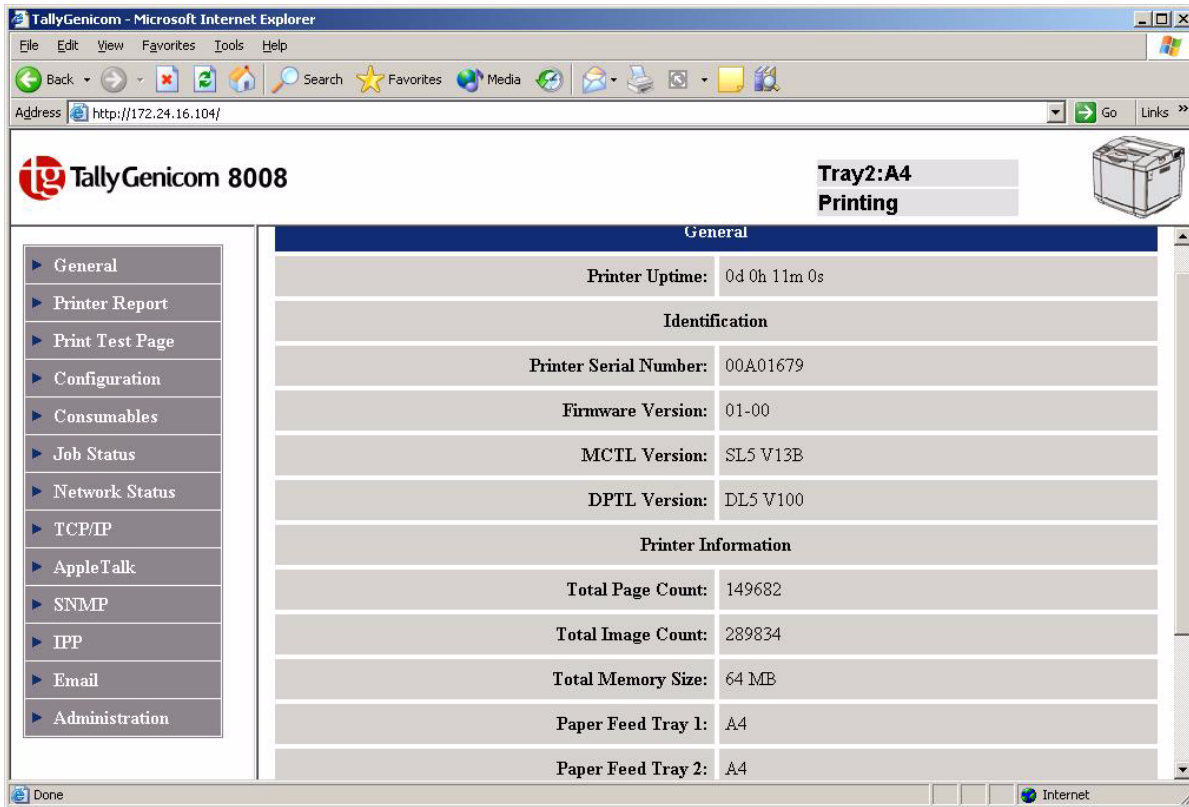 TallyGenicom - Microsoft Internet Explorer
File Edit View Favorites Tools Help
Back Search Favorites Media
Address http://172.24.16.104/ Go Links »
tg TallyGenicom 8008
Tray2:A4
Printing
General
Printer Report
Print Test Page
Configuration
Consumables
Job Status
Network Status
TCP/IP
AppleTalk
SNMP
IPP
Email
Administration
General
Printer Uptime: 0d 0h 11m 0s
Identification
Printer Serial Number: 00A01679
Firmware Version: 01-00
MCTL Version: SL5 V13B
DPTL Version: DL5 V100
Printer Information
Total Page Count: 149682
Total Image Count: 289834
Total Memory Size: 64 MB
Paper Feed Tray 1: A4
Paper Feed Tray 2: A4
Done Internet